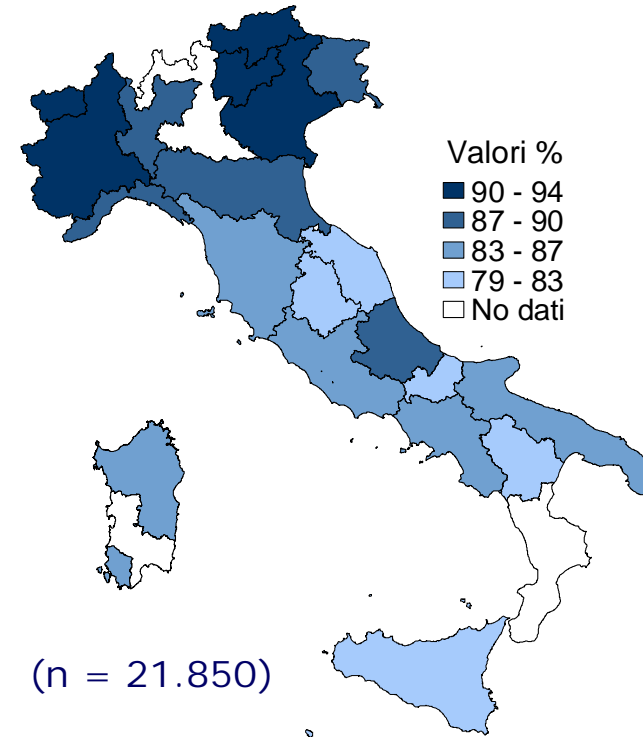 Valori %
90 - 94
87 - 90
83 - 87
79 - 83
No dati
(n = 21.850)